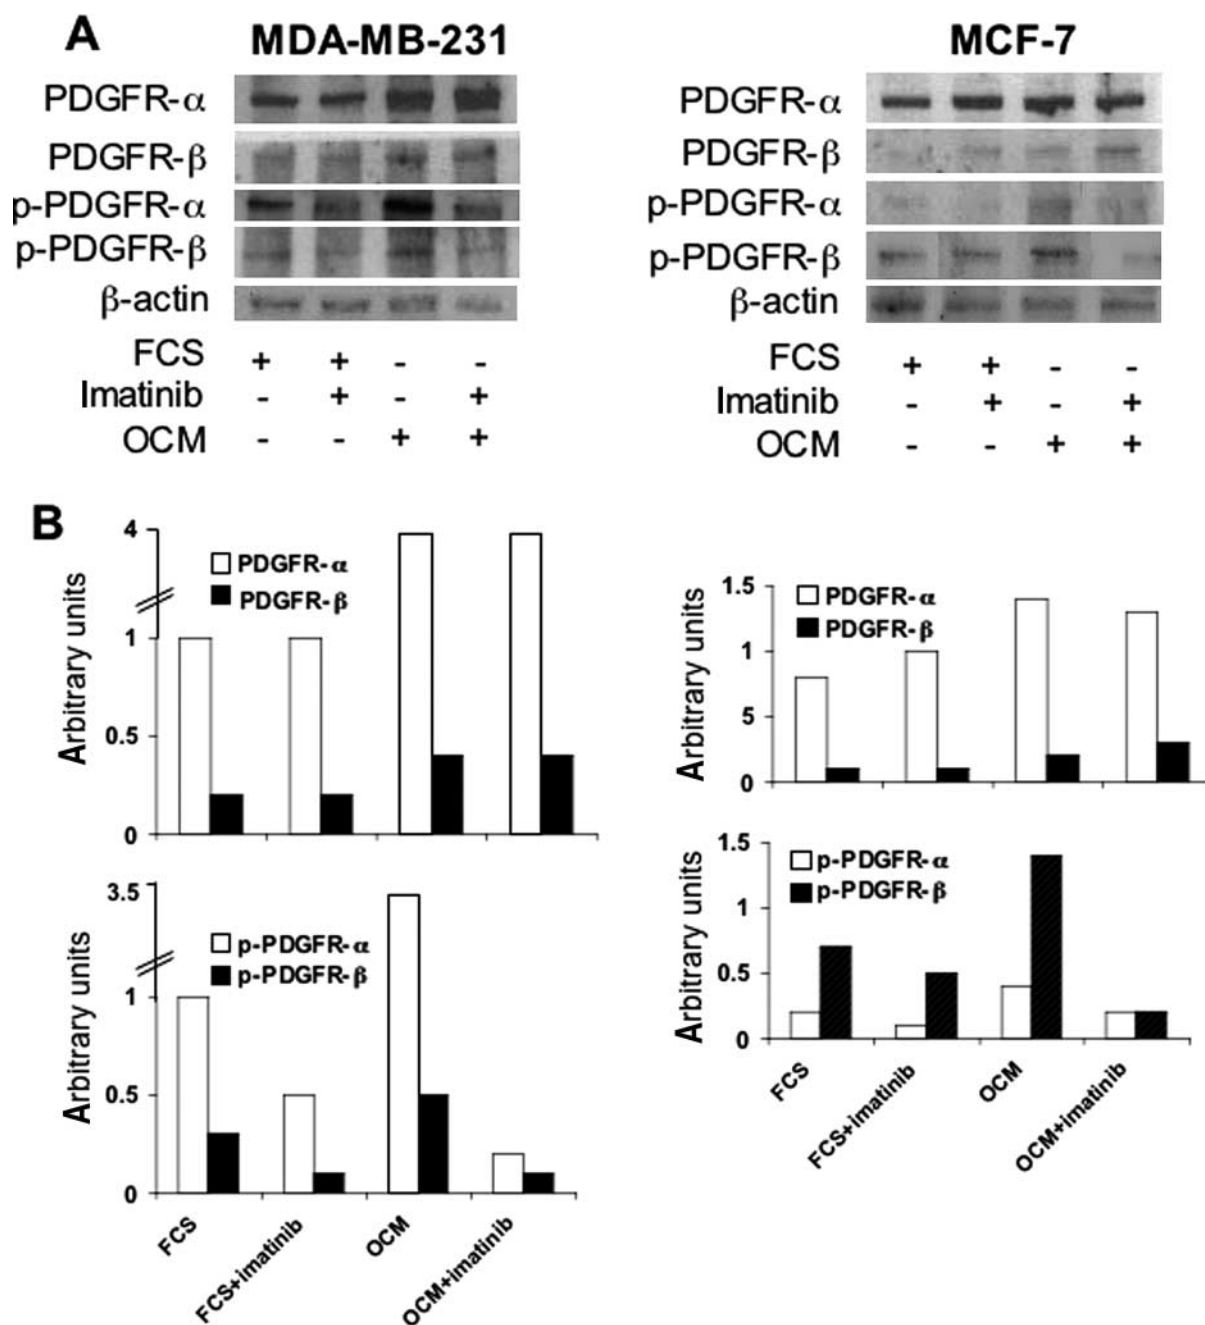 A
MDA-MB-231
PDGFR-α
PDGFR-β
p-PDGFR-α
p-PDGFR-β
β-actin
FCS + + - -
Imatinib - + - +
OCM - - + +
MCF-7
PDGFR-α
PDGFR-β
p-PDGFR-α
p-PDGFR-β
β-actin
FCS + + - -
Imatinib - + - +
OCM - - + +
B
Arbitrary units
4
1
0.5
0
PDGFR-α
PDGFR-β
Arbitrary units
1.5
1
5
0
PDGFR-α
PDGFR-β
Arbitrary units
3.5
1
0.5
0
p-PDGFR-α
p-PDGFR-β
FCS
FCS+imatinib
OCM
OCM+imatinib
Arbitrary units
1.5
1
0.5
0
p-PDGFR-α
p-PDGFR-β
FCS
FCS+imatinib
OCM
OCM+imatinib